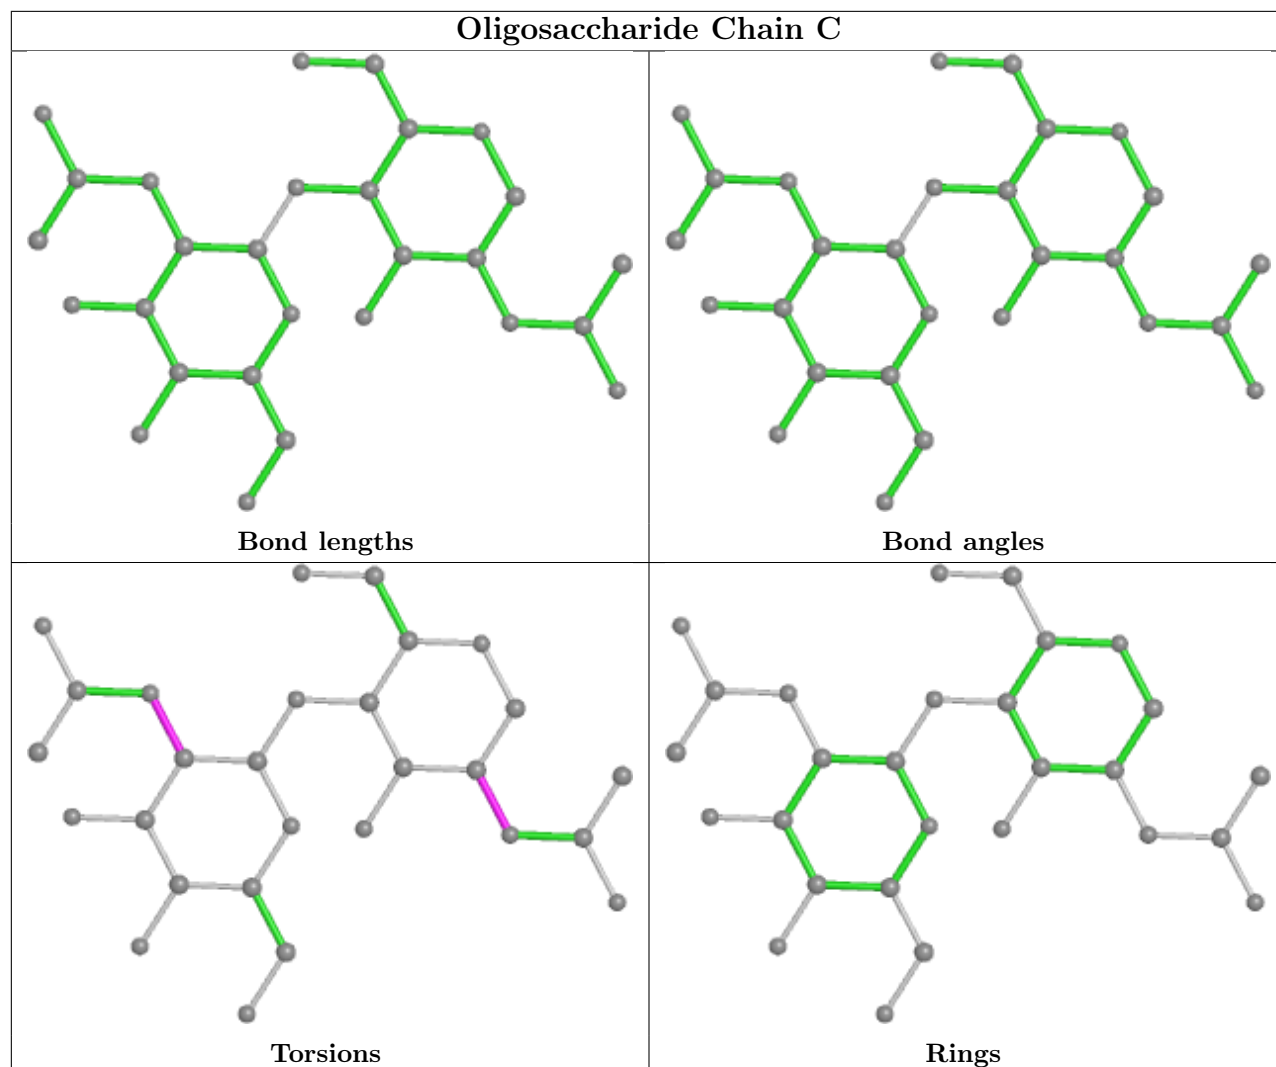 Oligosaccharide Chain C
Bond lengths
Bond angles
Torsions
Rings